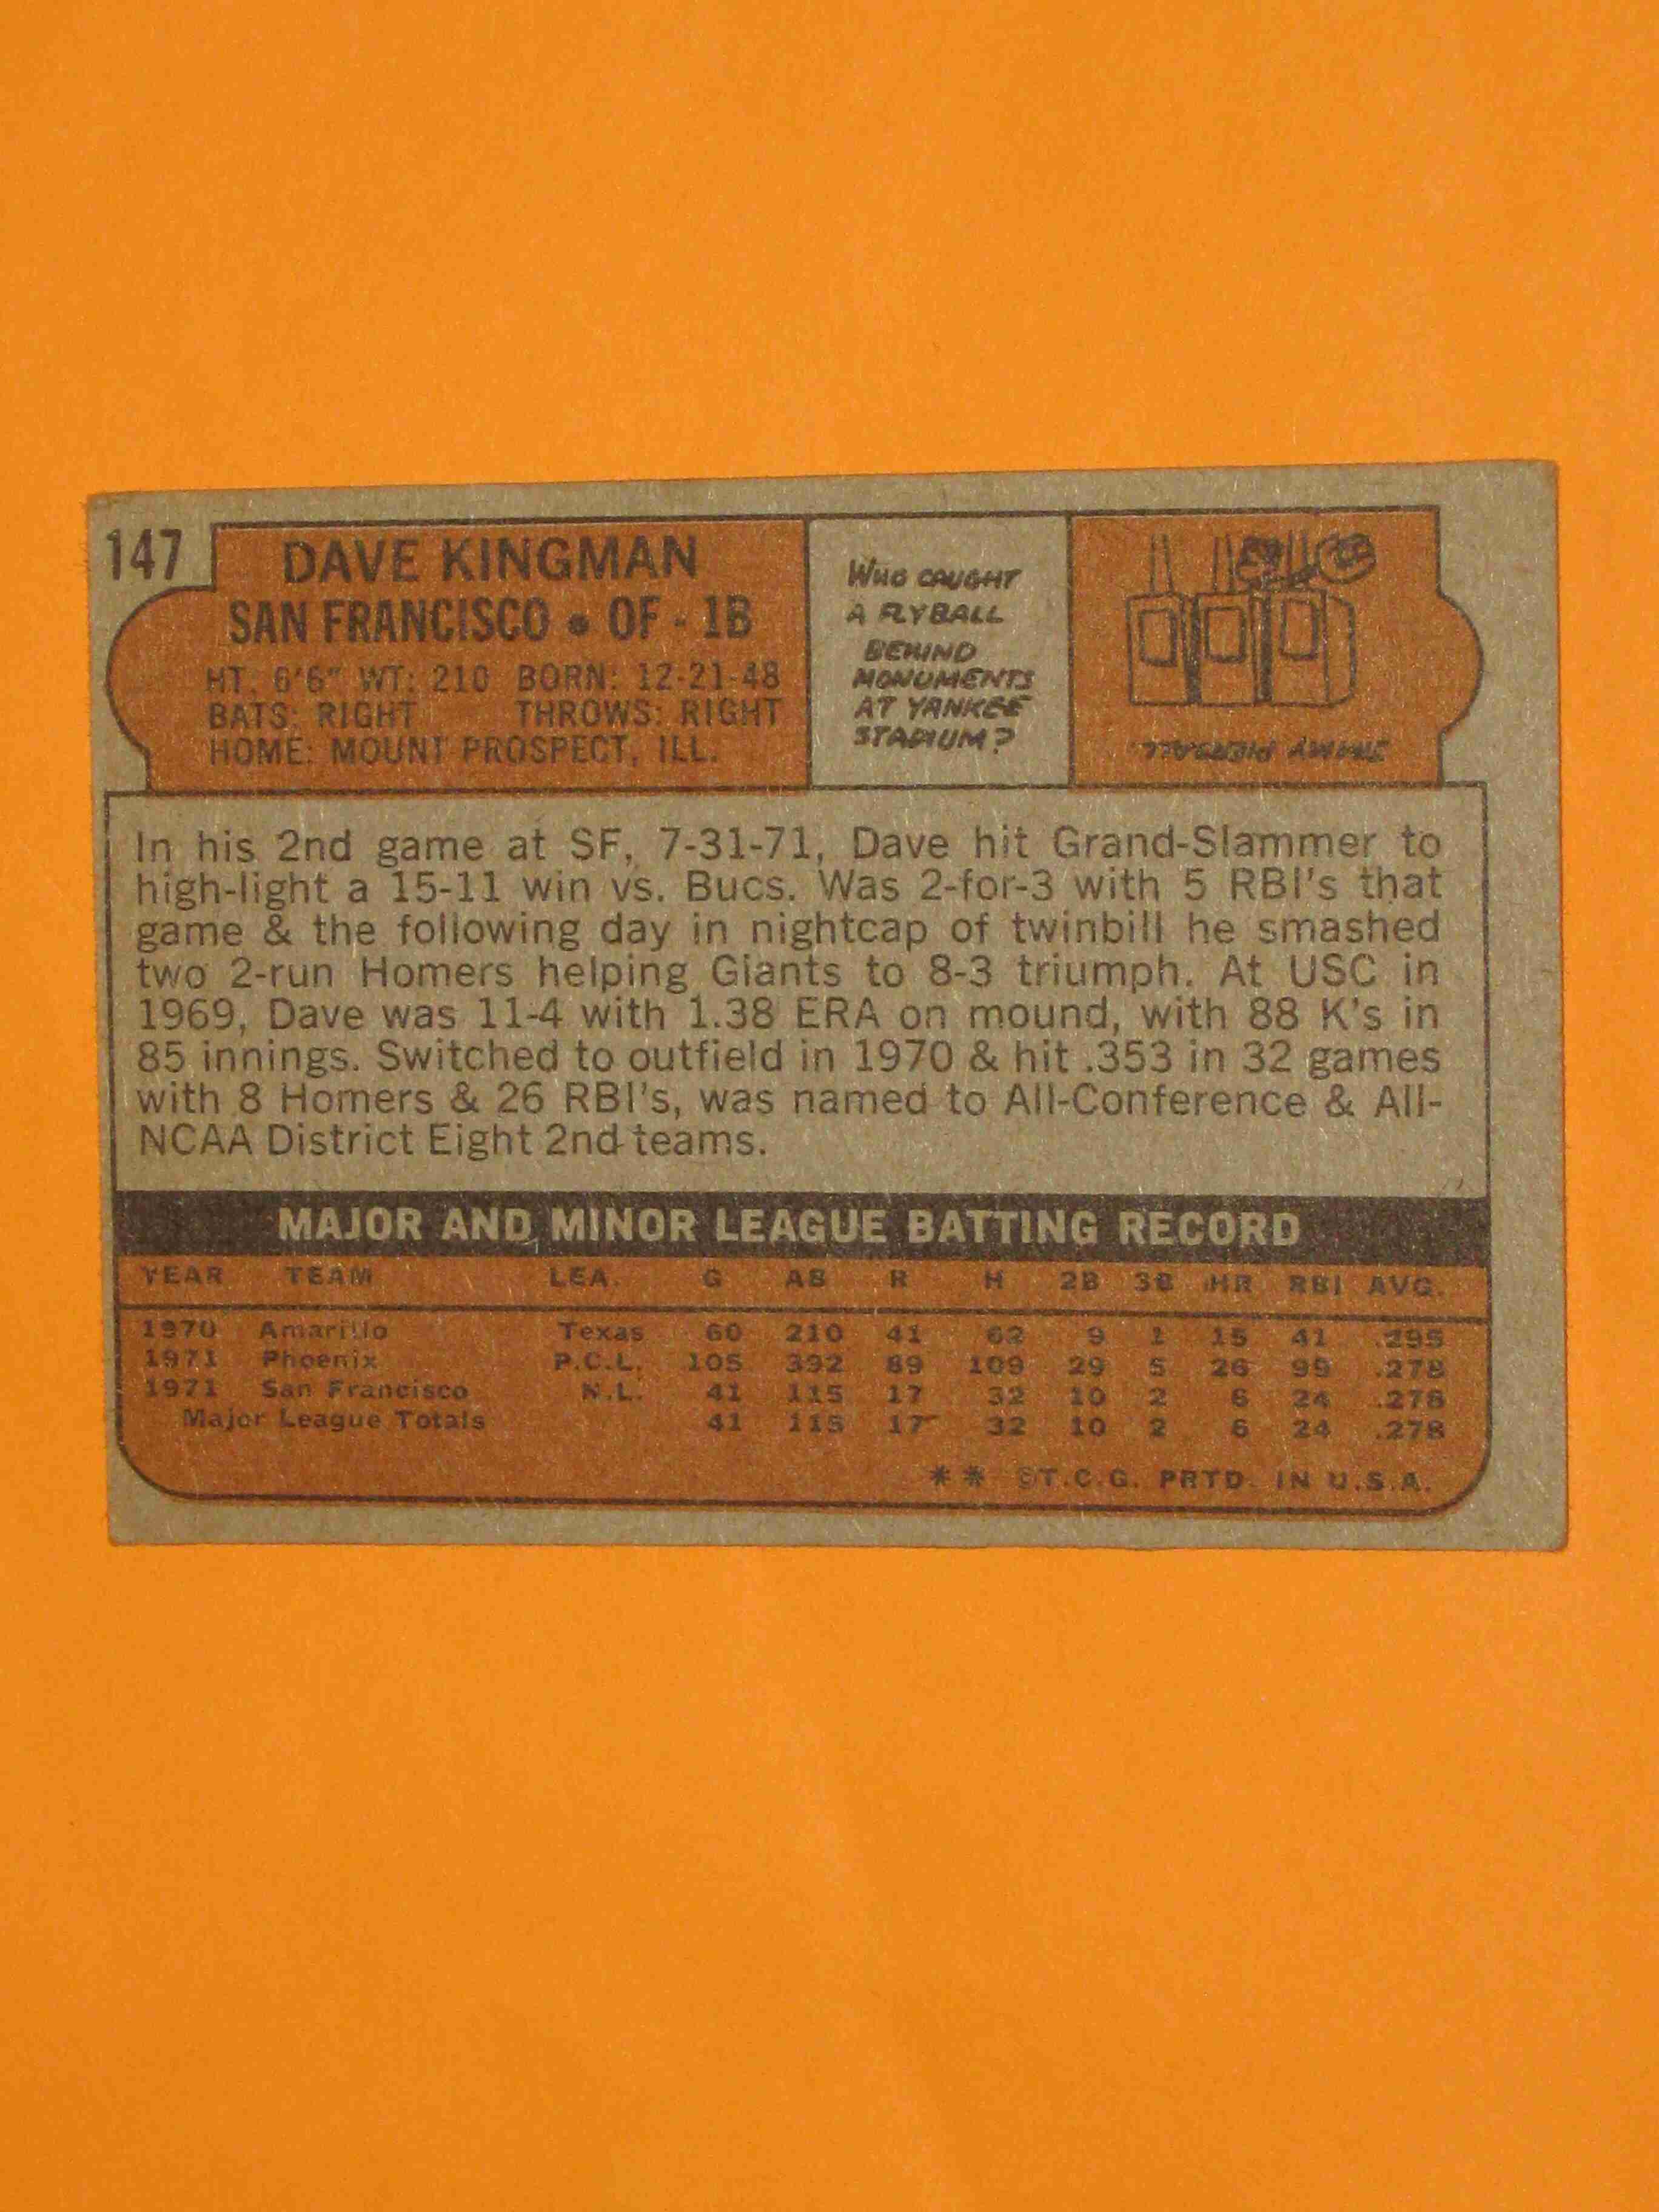 147
DAVE KINGMAN
SAN FRANCISCO • OF - 1B
HT: 6'6" WT: 210 BORN: 12-21-48
BATS: RIGHT THROWS: RIGHT
HOME: MOUNT PROSPECT, ILL.
WHO CAUGHT
A FLYBALL
BEHIND
MONUMENTS
AT YANKEE
STADIUM?
JIMMY PIERSALL.
In his 2nd game at SF, 7-31-71, Dave hit Grand-Slammer to
high-light a 15-11 win vs. Bucs. Was 2-for-3 with 5 RBI's that
game & the following day in nightcap of twinbill he smashed
two 2-run Homers helping Giants to 8-3 triumph. At USC in
1969, Dave was 11-4 with 1.38 ERA on mound, with 88 K's in
85 innings. Switched to outfield in 1970 & hit .353 in 32 games
with 8 Homers & 26 RBI's, was named to All-Conference & All-
NCAA District Eight 2nd teams.
MAJOR AND MINOR LEAGUE BATTING RECORD
YEAR TEAM LEA. G AB R H 2B 3B HR RBI AVG.
1970 Amarillo Texas 60 210 41 62 9 1 15 41 .295
1971 Phoenix P.C.L. 105 392 89 109 29 5 26 99 .278
1971 San Francisco N.L. 41 115 17 32 10 2 6 24 .278
Major League Totals 41 115 17 32 10 2 6 24 .278
** ©T.C.G. PRTD. IN U.S.A.